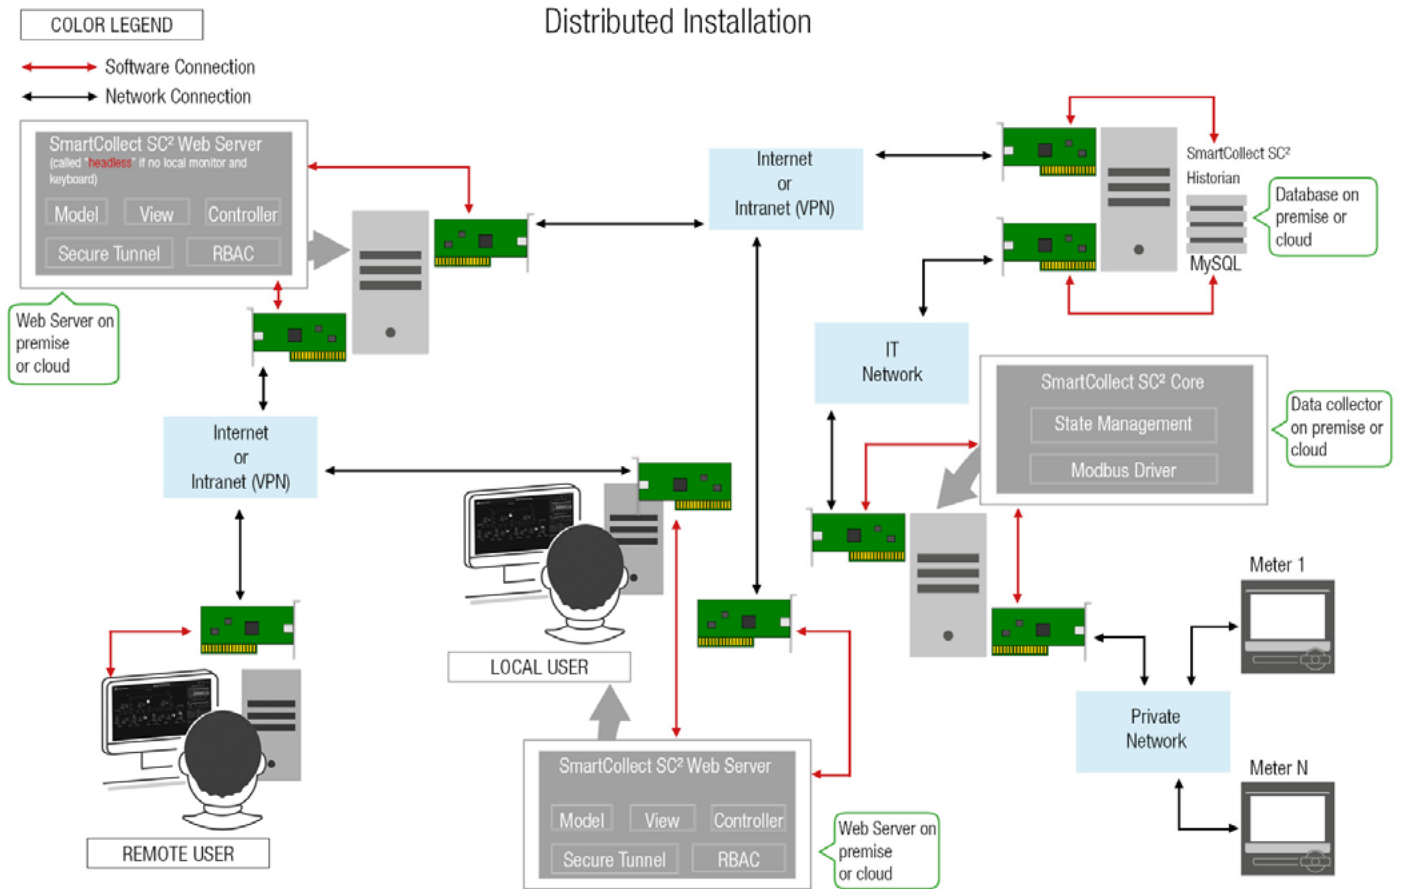 Distributed Installation
COLOR LEGEND
Software Connection
Network Connection
SmartCollect SC² Web Server
(called "headless" if no local monitor and
keyboard)
Model
View
Controller
Secure Tunnel
RBAC
Web Server on
premise
or cloud
Internet
or
Intranet (VPN)
SmartCollect SC²
Historian
MySQL
Database on
premise or
cloud
IT
Network
SmartCollect SC² Core
State Management
Modbus Driver
Data collector
on premise or
cloud
Internet
or
Intranet (VPN)
LOCAL USER
REMOTE USER
SmartCollect SC² Web Server
Model
View
Controller
Secure Tunnel
RBAC
Web Server on
premise
or cloud
Meter 1
Private
Network
Meter N